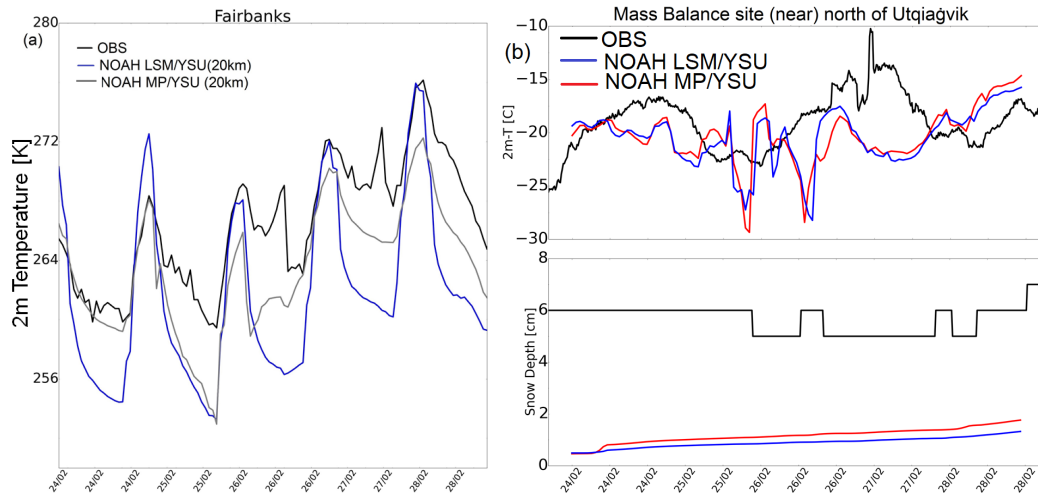 Fairbanks
(a)
OBS
NOAH LSM/YSU(20km)
NOAH MP/YSU (20km)
2m Temperature [K]
280
276
272
264
256
24/02
24/02
25/02
25/02
26/02
26/02
27/02
27/02
28/02
28/02
Mass Balance site (near) north of Utqiaġvik
(b)
OBS
NOAH LSM/YSU
NOAH MP/YSU
2m-T [C]
−10
−15
−20
−25
−30
Snow Depth [cm]
8
6
4
2
0
24/02
24/02
25/02
25/02
26/02
26/02
27/02
27/02
28/02
28/02
28/02